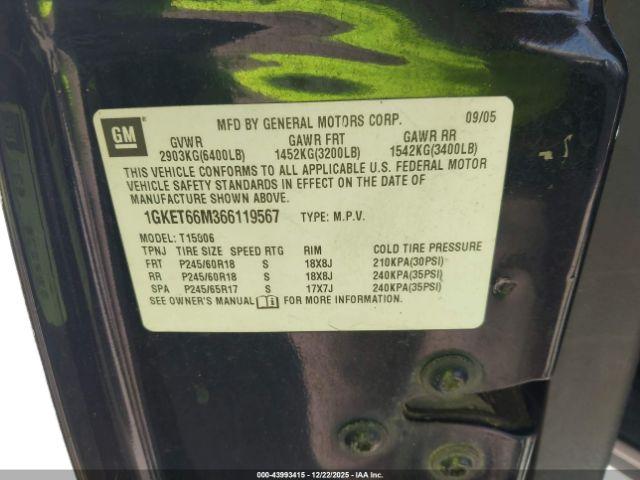 GM
MFD BY GENERAL MOTORS CORP. 09/05
GVWR GAWR FRT GAWR RR
2903KG(6400LB) 1452KG(3200LB) 1542KG(3400LB)
THIS VEHICLE CONFORMS TO ALL APPLICABLE U.S. FEDERAL MOTOR
VEHICLE SAFETY STANDARDS IN EFFECT ON THE DATE OF
MANUFACTURE SHOWN ABOVE.
1GKET66M366119567 TYPE: M.P.V.
MODEL: T15906
TPNJ TIRE SIZE SPEED RTG RIM COLD TIRE PRESSURE
FRT P245/60R18 S 18X8J 210KPA(30PSI)
RR P245/60R18 S 18X8J 240KPA(35PSI)
SPA P245/65R17 S 17X7J 240KPA(35PSI)
SEE OWNER'S MANUAL FOR MORE INFORMATION.
000-43993415 - 12/22/2025 - IAAI.COM